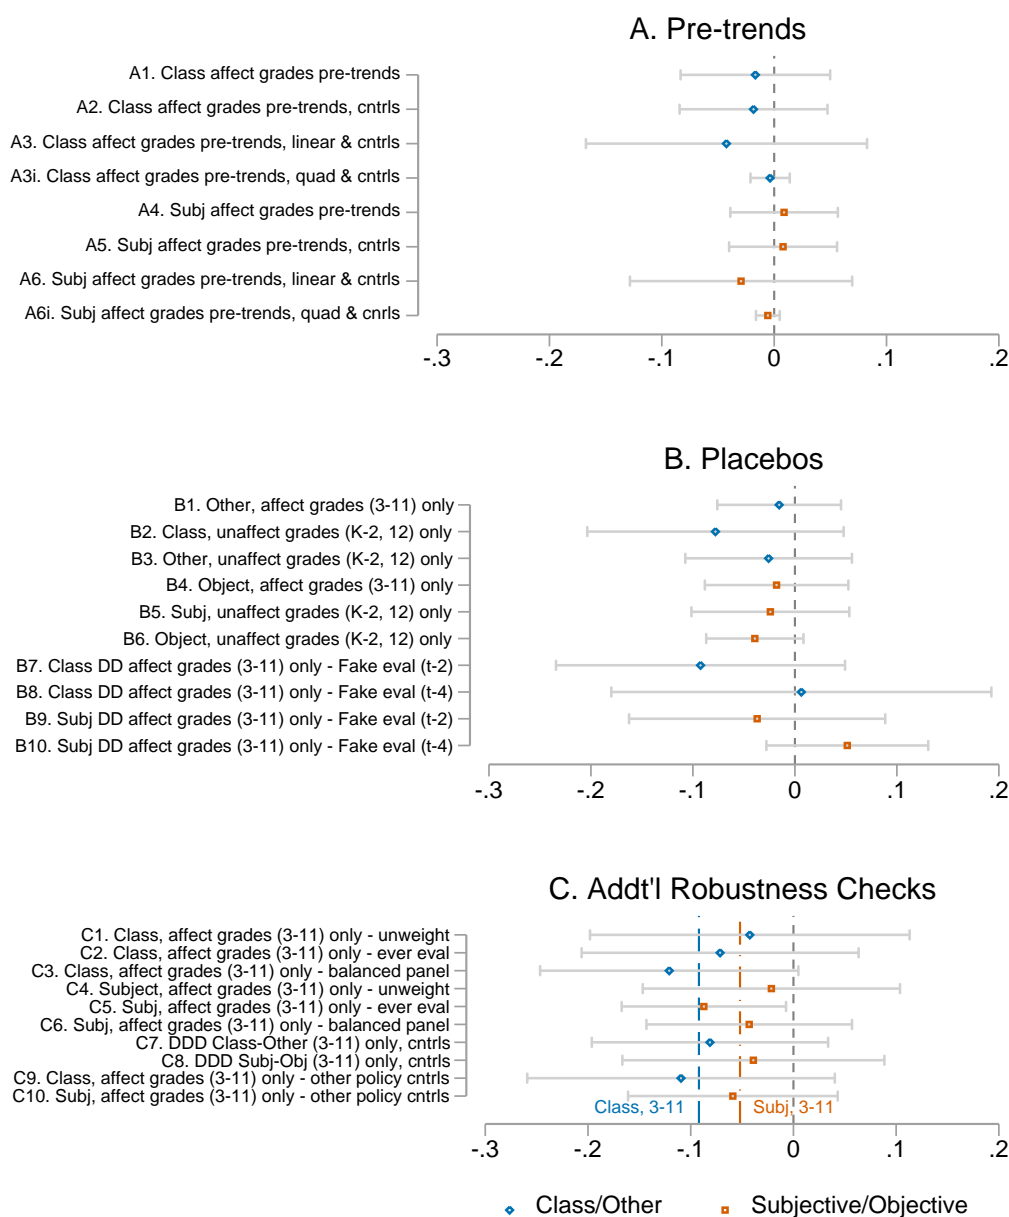 A. Pre-trends
A1. Class affect grades pre-trends
A2. Class affect grades pre-trends, cntrls
A3. Class affect grades pre-trends, linear & cntrls
A3i. Class affect grades pre-trends, quad & cntrls
A4. Subj affect grades pre-trends
A5. Subj affect grades pre-trends, cntrls
A6. Subj affect grades pre-trends, linear & cntrls
A6i. Subj affect grades pre-trends, quad & cnrls
-.3 -.2 -.1 0 .1 .2
B. Placebos
B1. Other, affect grades (3-11) only
B2. Class, unaffect grades (K-2, 12) only
B3. Other, unaffect grades (K-2, 12) only
B4. Object, affect grades (3-11) only
B5. Subj, unaffect grades (K-2, 12) only
B6. Object, unaffect grades (K-2, 12) only
B7. Class DD affect grades (3-11) only - Fake eval (t-2)
B8. Class DD affect grades (3-11) only - Fake eval (t-4)
B9. Subj DD affect grades (3-11) only - Fake eval (t-2)
B10. Subj DD affect grades (3-11) only - Fake eval (t-4)
-.3 -.2 -.1 0 .1 .2
C. Addt'l Robustness Checks
C1. Class, affect grades (3-11) only - unweight
C2. Class, affect grades (3-11) only - ever eval
C3. Class, affect grades (3-11) only - balanced panel
C4. Subject, affect grades (3-11) only - unweight
C5. Subj, affect grades (3-11) only - ever eval
C6. Subj, affect grades (3-11) only - balanced panel
C7. DDD Class-Other (3-11) only, cntrls
C8. DDD Subj-Obj (3-11) only, cntrls
C9. Class, affect grades (3-11) only - other policy cntrls
C10. Subj, affect grades (3-11) only - other policy cntrls
Class, 3-11 Subj, 3-11
-.3 -.2 -.1 0 .1 .2
Class/Other Subjective/Objective